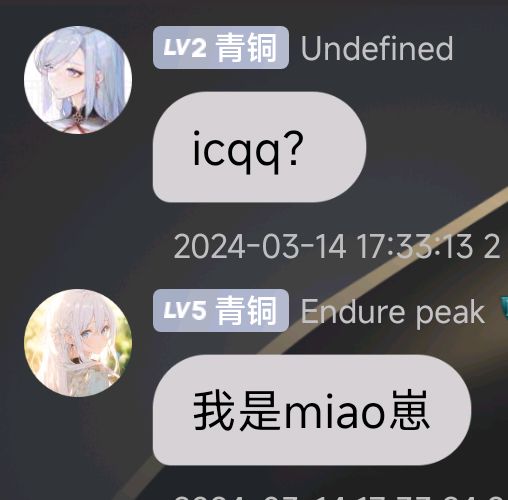 LV2 青铜 Undefined
icqq?
2024-03-14 17:33:13 2
LV5 青铜 Endure peak
我是miao崽